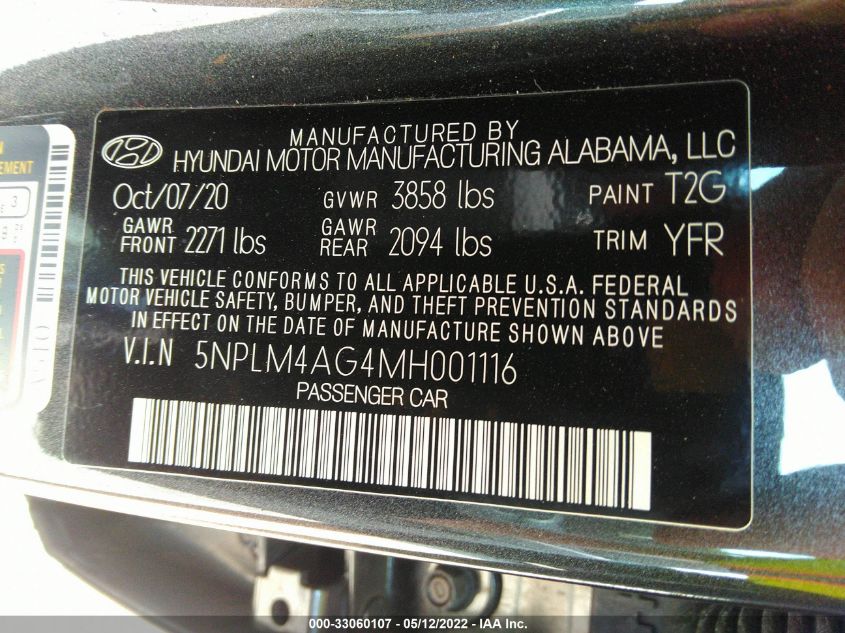 MANUFACTURED BY
HYUNDAI MOTOR MANUFACTURING ALABAMA, LLC
Oct/07/20 GVWR 3858 lbs PAINT T2G
GAWR FRONT 2271 lbs GAWR REAR 2094 lbs TRIM YFR
THIS VEHICLE CONFORMS TO ALL APPLICABLE U.S.A. FEDERAL
MOTOR VEHICLE SAFETY, BUMPER, AND THEFT PREVENTION STANDARDS
IN EFFECT ON THE DATE OF MANUFACTURE SHOWN ABOVE
V.I.N 5NPLM4AG4MH001116
PASSENGER CAR
000-33060107 - 05/12/2022 - IAA Inc.